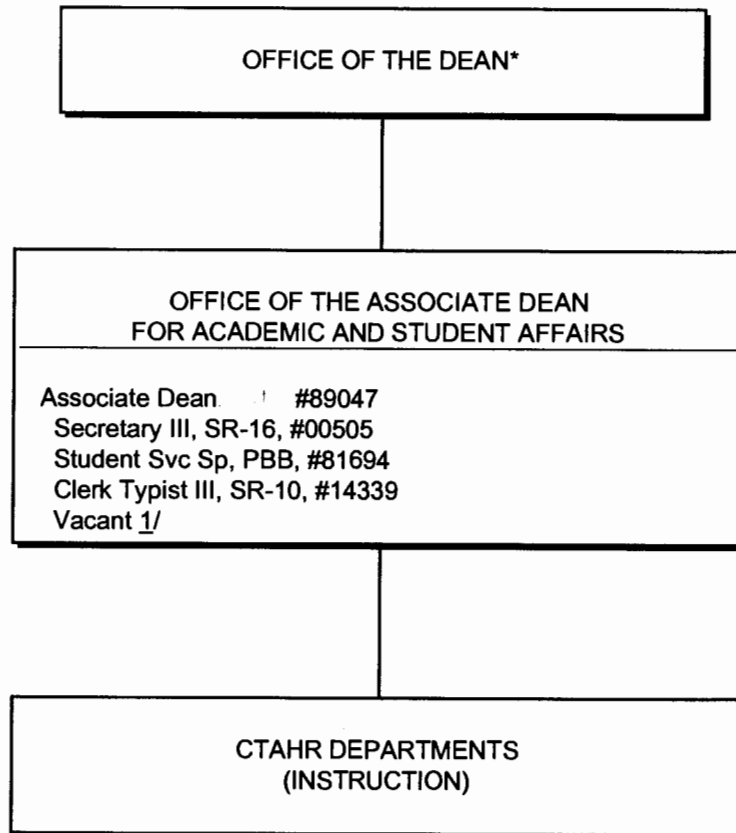 OFFICE OF THE DEAN*
OFFICE OF THE ASSOCIATE DEAN
FOR ACADEMIC AND STUDENT AFFAIRS
Associate Dean #89047
Secretary III, SR-16, #00505
Student Svc Sp, PBB, #81694
Clerk Typist III, SR-10, #14339
Vacant 1/
CTAHR DEPARTMENTS
(INSTRUCTION)